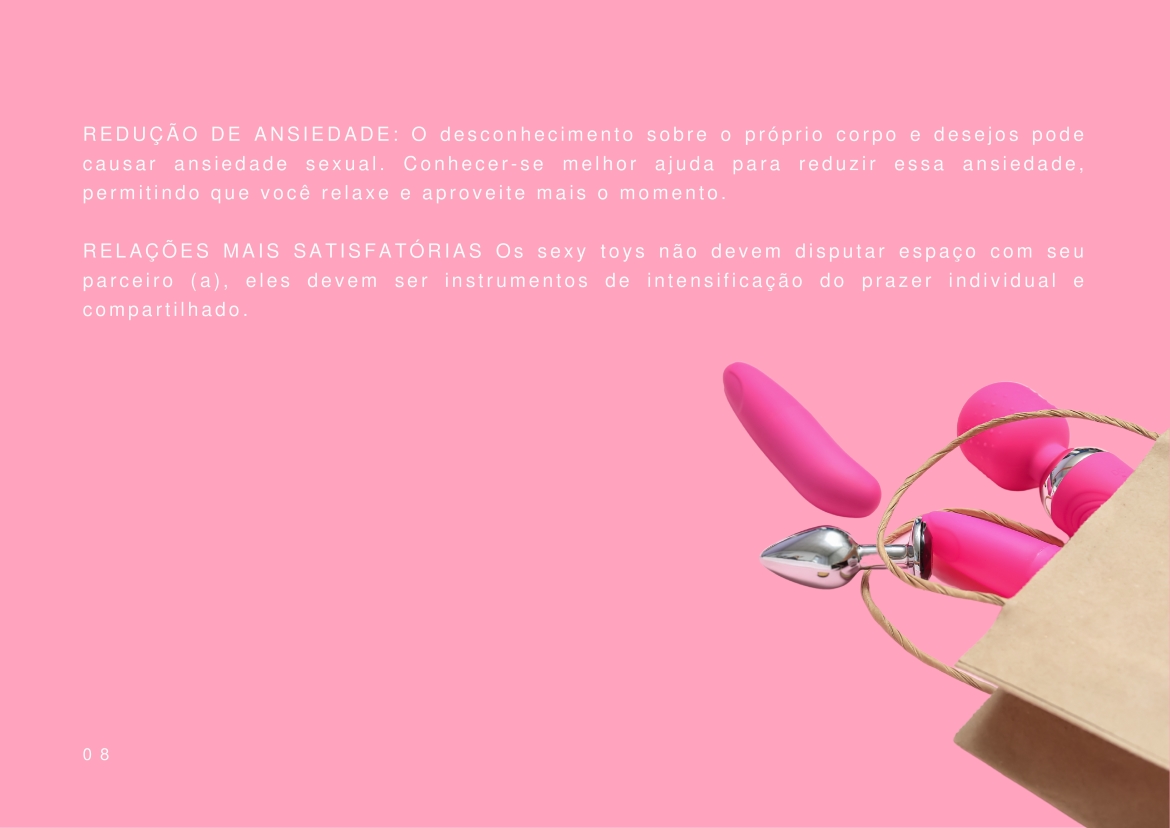 REDUÇÃO DE ANSIEDADE: O desconhecimento sobre o próprio corpo e desejos pode
causar ansiedade sexual. Conhecer-se melhor ajuda para reduzir essa ansiedade,
permitindo que você relaxe e aproveite mais o momento.
RELAÇÕES MAIS SATISFATÓRIAS Os sexy toys não devem disputar espaço com seu
parceiro (a), eles devem ser instrumentos de intensificação do prazer individual e
compartilhado.
08